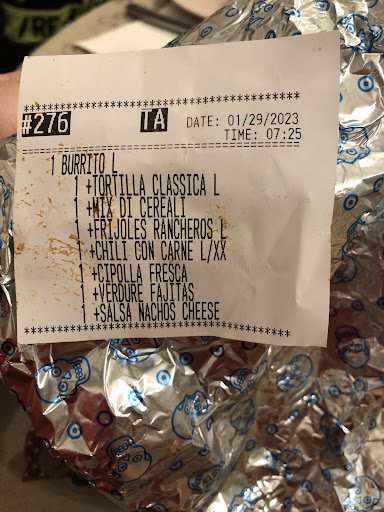 ************************************
#276 TA DATE: 01/29/2023
TIME: 07:25
====================================
1 BURRITO L
1 +TORTILLA CLASSICA L
1 +MIX DI CEREALI
1 +FRIJOLES RANCHEROS L
1 +CHILI CON CARNE L/XX
1 +CIPOLLA FRESCA
1 +VERDURE FAJITAS
1 +SALSA NACHOS CHEESE
************************************